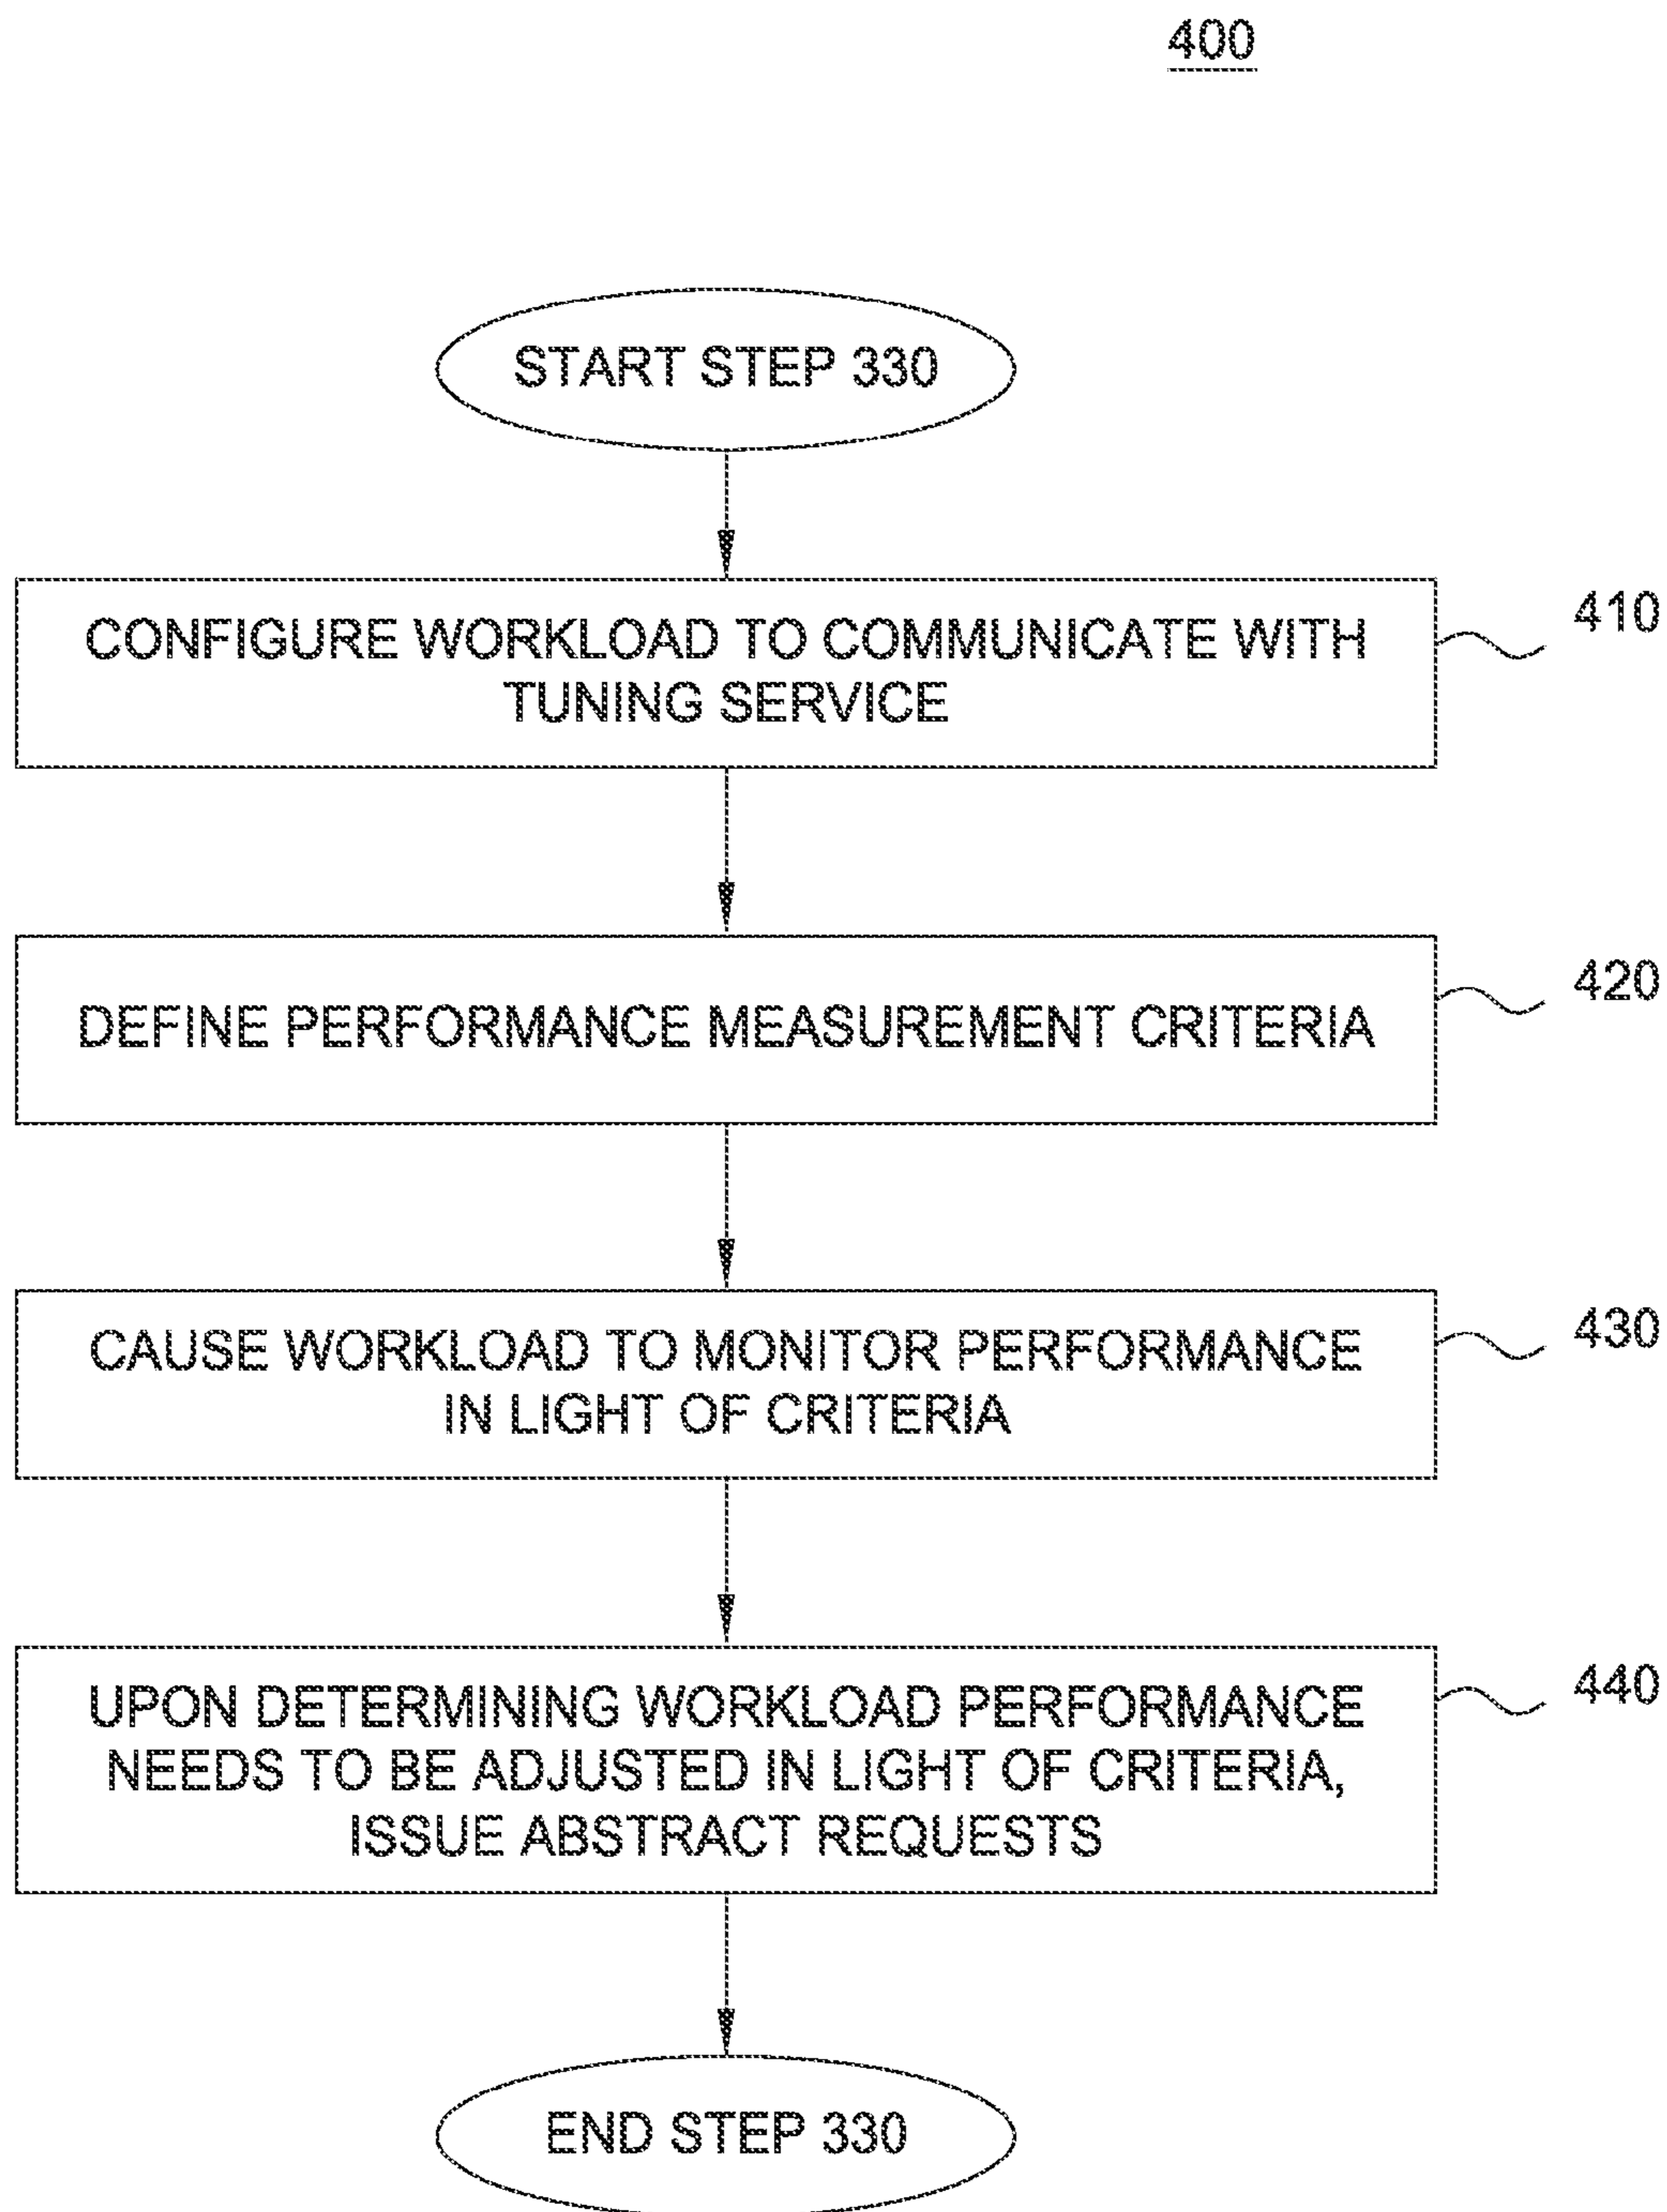 400
START STEP 330
CONFIGURE WORKLOAD TO COMMUNICATE WITH
TUNING SERVICE
410
DEFINE PERFORMANCE MEASUREMENT CRITERIA
420
CAUSE WORKLOAD TO MONITOR PERFORMANCE
IN LIGHT OF CRITERIA
430
UPON DETERMINING WORKLOAD PERFORMANCE
NEEDS TO BE ADJUSTED IN LIGHT OF CRITERIA,
ISSUE ABSTRACT REQUESTS
440
END STEP 330